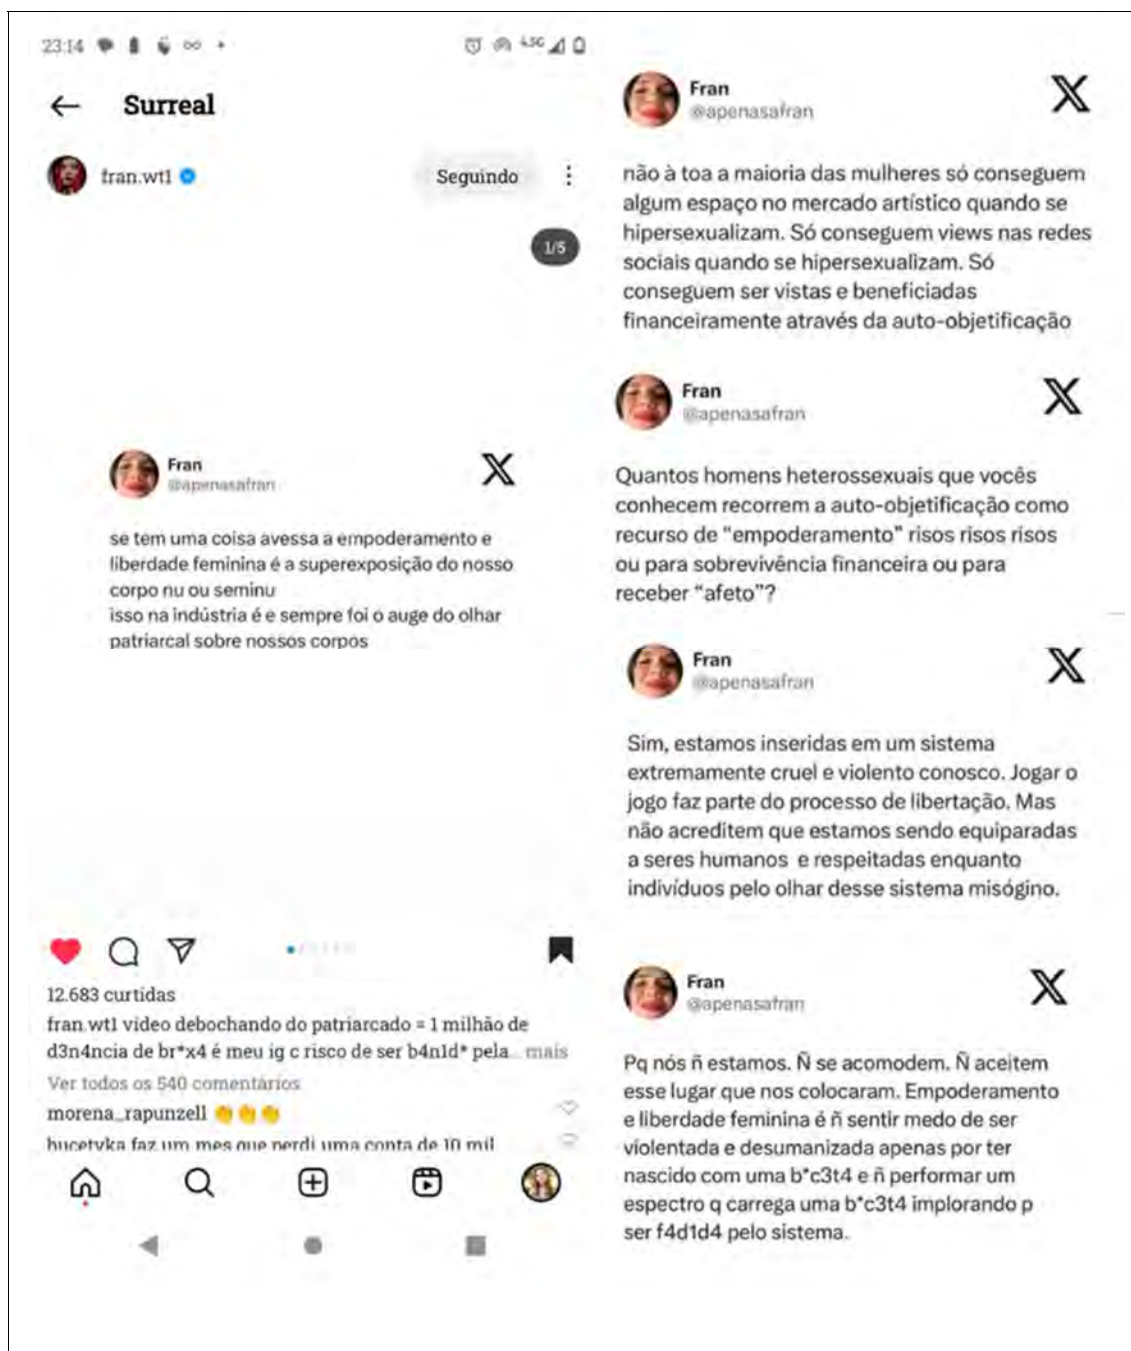 23:14
4.5G
Surreal
fran.wt1
Seguindo
1/5
Fran
@apenasafran
se tem uma coisa avessa a empoderamento e
liberdade feminina é a superexposição do nosso
corpo nu ou seminu
isso na indústria é e sempre foi o auge do olhar
patriarcal sobre nossos corpos
12.683 curtidas
fran.wt1 video debochando do patriarcado = 1 milhão de
d3n4ncia de br*x4 é meu ig c risco de ser b4n1d* pela... mais
Ver todos os 540 comentários
morena_rapunzell 👏👏👏
hucetyka faz um mes que perdi uma conta de 10 mil
Fran
@apenasafran
não à toa a maioria das mulheres só conseguem
algum espaço no mercado artístico quando se
hipersexualizam. Só conseguem views nas redes
sociais quando se hipersexualizam. Só
conseguem ser vistas e beneficiadas
financeiramente através da auto-objetificação
Fran
@apenasafran
Quantos homens heterossexuais que vocês
conhecem recorrem a auto-objetificação como
recurso de “empoderamento” risos risos risos
ou para sobrevivência financeira ou para
receber “afeto”?
Fran
@apenasafran
Sim, estamos inseridas em um sistema
extremamente cruel e violento conosco. Jogar o
jogo faz parte do processo de libertação. Mas
não acreditem que estamos sendo equiparadas
a seres humanos e respeitadas enquanto
indivíduos pelo olhar desse sistema misógino.
Fran
@apenasafran
Pq nós ñ estamos. Ñ se acomodem. Ñ aceitem
esse lugar que nos colocaram. Empoderamento
e liberdade feminina é ñ sentir medo de ser
violentada e desumanizada apenas por ter
nascido com uma b*c3t4 e ñ performar um
espectro q carrega uma b*c3t4 implorando p
ser f4d1d4 pelo sistema.